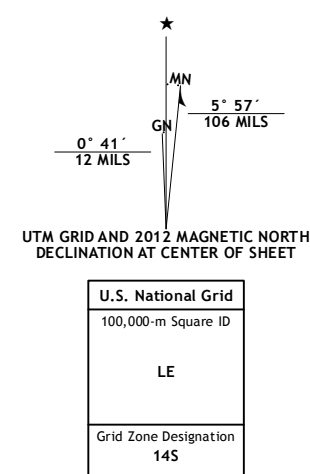 ★
MN
5° 57´
106 MILS
GN
0° 41´
12 MILS
UTM GRID AND 2012 MAGNETIC NORTH
DECLINATION AT CENTER OF SHEET
U.S. National Grid
100,000-m Square ID
LE
Grid Zone Designation
14S